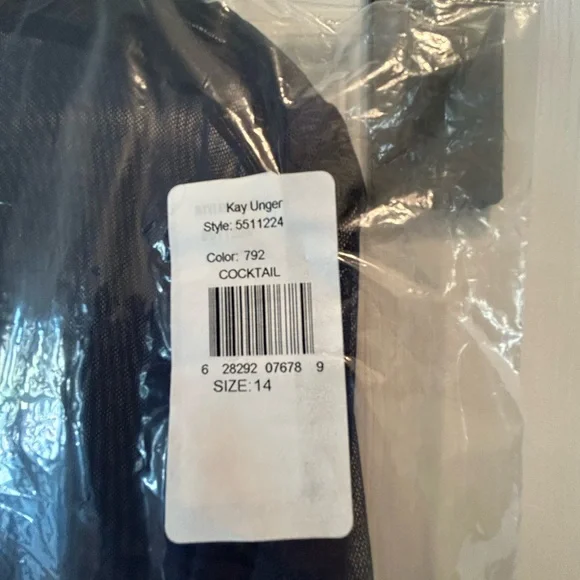 Kay Unger
Style: 5511224
Color: 792
COCKTAIL
6 28292 07678 9
SIZE: 14